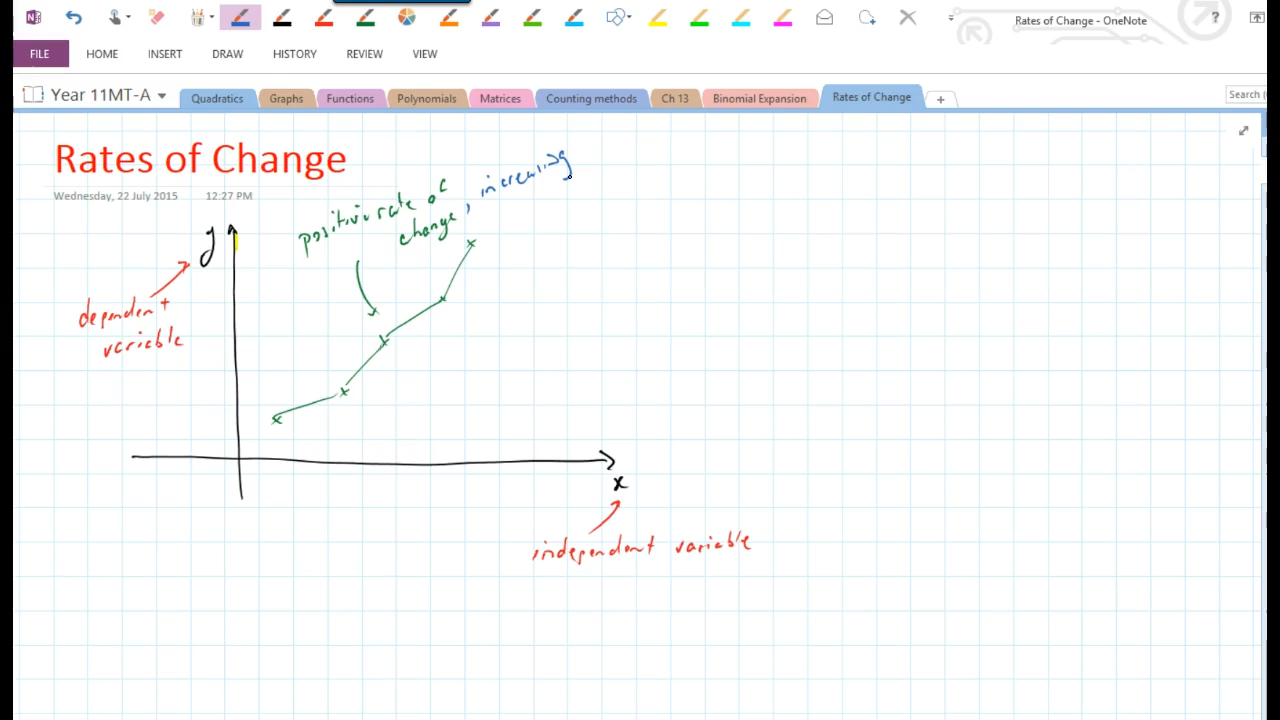 Rates of Change - OneNote
?
FILE HOME INSERT DRAW HISTORY REVIEW VIEW
Year 11MT-A
Quadratics Graphs Functions Polynomials Matrices Counting methods Ch 13 Binomial Expansion Rates of Change +
Search (
Rates of Change
Wednesday, 22 July 2015 12:27 PM
positive rate of
change, increasing
y
dependent
variable
x
independent variable